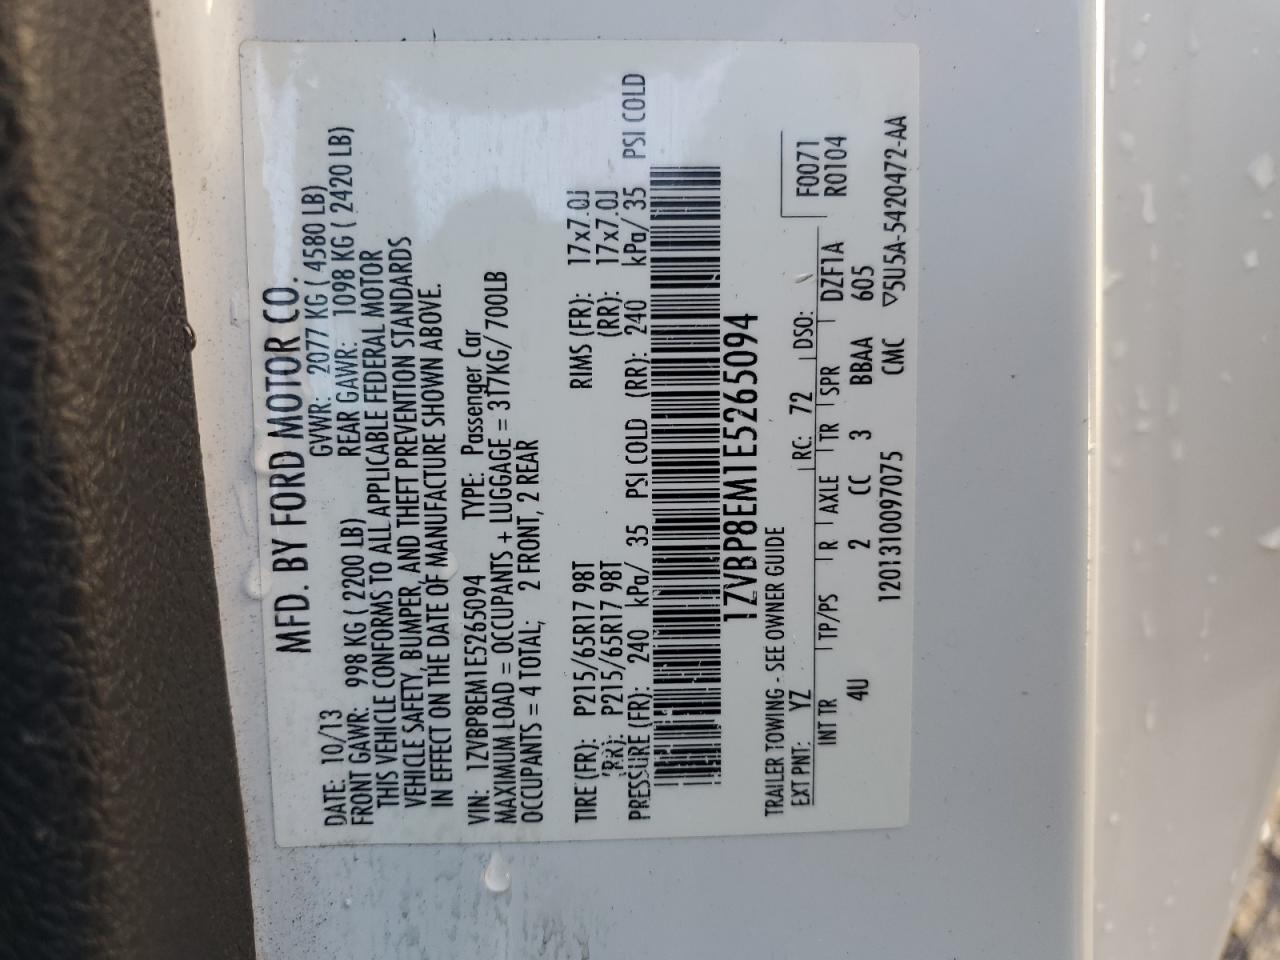 MFD. BY FORD MOTOR CO.
DATE: 10/13 GVWR: 2077 KG ( 4580 LB)
FRONT GAWR: 998 KG ( 2200 LB) REAR GAWR: 1098 KG ( 2420 LB)
THIS VEHICLE CONFORMS TO ALL APPLICABLE FEDERAL MOTOR
VEHICLE SAFETY, BUMPER, AND THEFT PREVENTION STANDARDS
IN EFFECT ON THE DATE OF MANUFACTURE SHOWN ABOVE.
VIN: 1ZVBP8EM1E5265094 TYPE: Passenger Car
MAXIMUM LOAD = OCCUPANTS + LUGGAGE = 317KG/ 700LB
OCCUPANTS = 4 TOTAL; 2 FRONT, 2 REAR
TIRE (FR): P215/65R17 98T RIMS (FR): 17x7.0J
(RR): P215/65R17 98T (RR): 17x7.0J
PRESSURE (FR): 240 kPa/ 35 PSI COLD (RR): 240 kPa/ 35 PSI COLD
1ZVBP8EM1E5265094
TRAILER TOWING - SEE OWNER GUIDE
EXT PNT: YZ RC: 72 DSO: F0071
INT TR TP/PS R AXLE TR SPR DZF1A R0104
4U 2 CC 3 BBAA 605
1201310097075 CMC ▽5U5A-5420472-AA